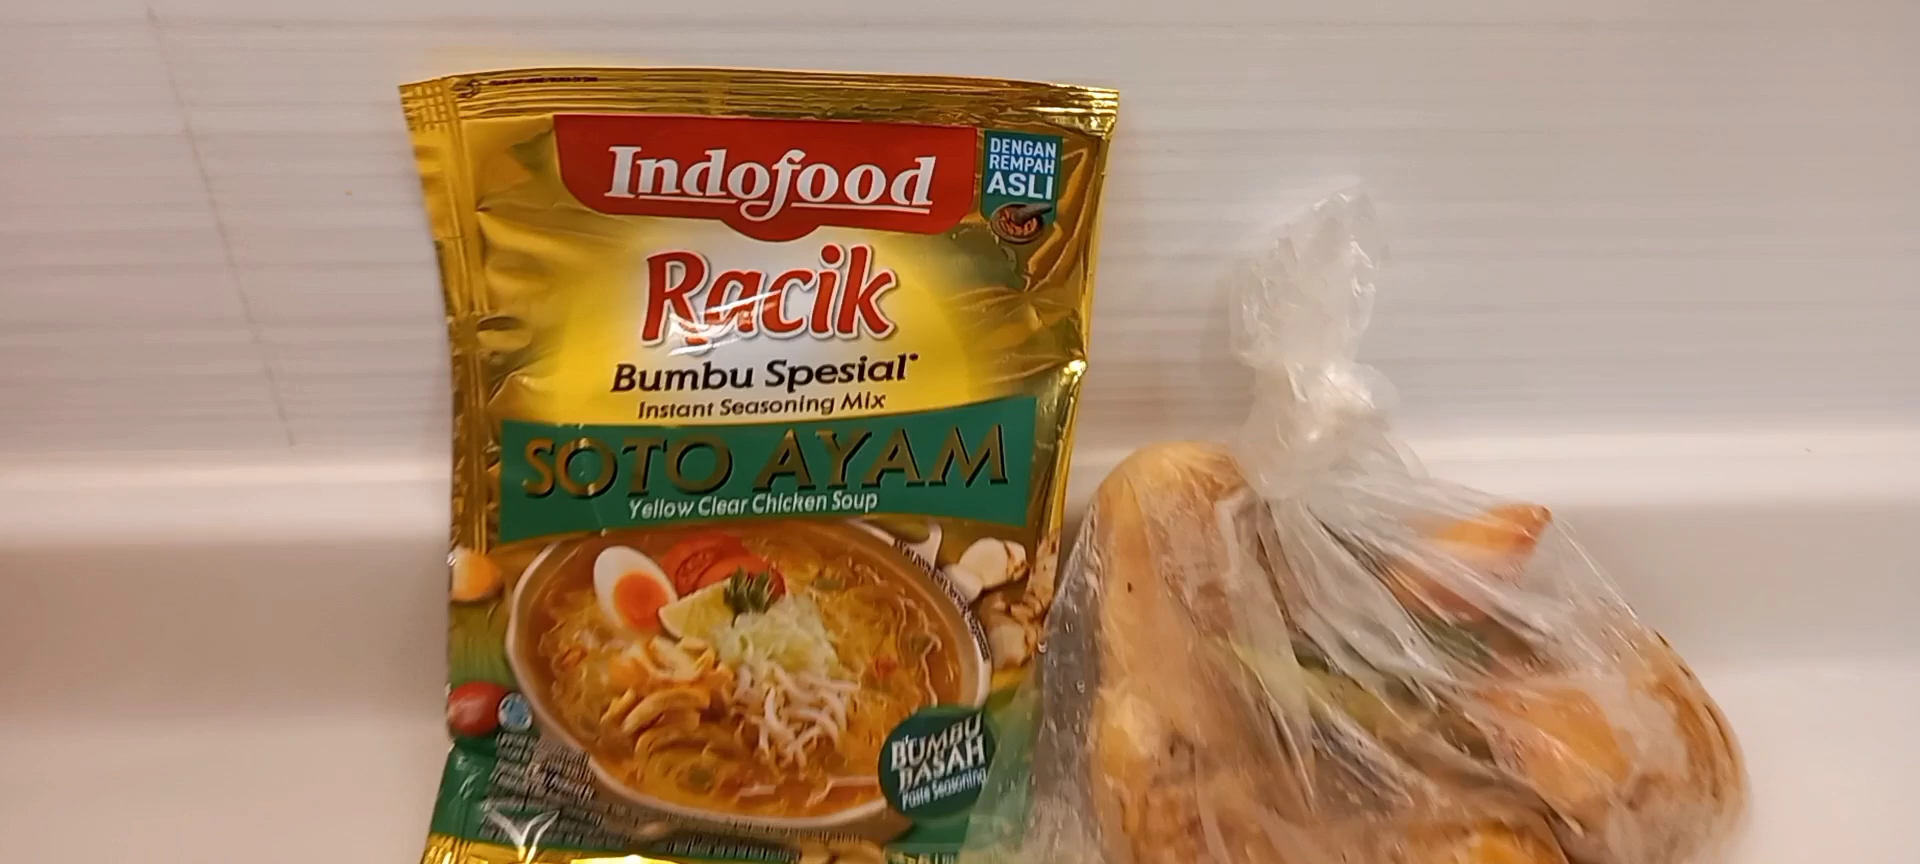 Indofood
DENGAN
REMPAH
ASLI
Racik
Bumbu Spesial*
Instant Seasoning Mix
SOTO AYAM
Yellow Clear Chicken Soup
BUMBU
BASAH
Paste Seasoning